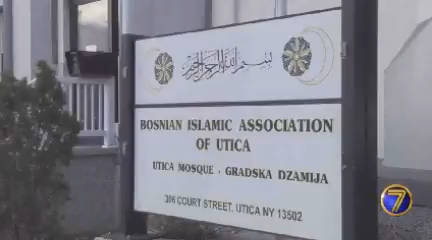 بسم الله الرحمن الرحيم
BOSNIAN ISLAMIC ASSOCIATION
OF UTICA
UTICA MOSQUE · GRADSKA DZAMIJA
306 COURT STREET, UTICA NY 13502
7